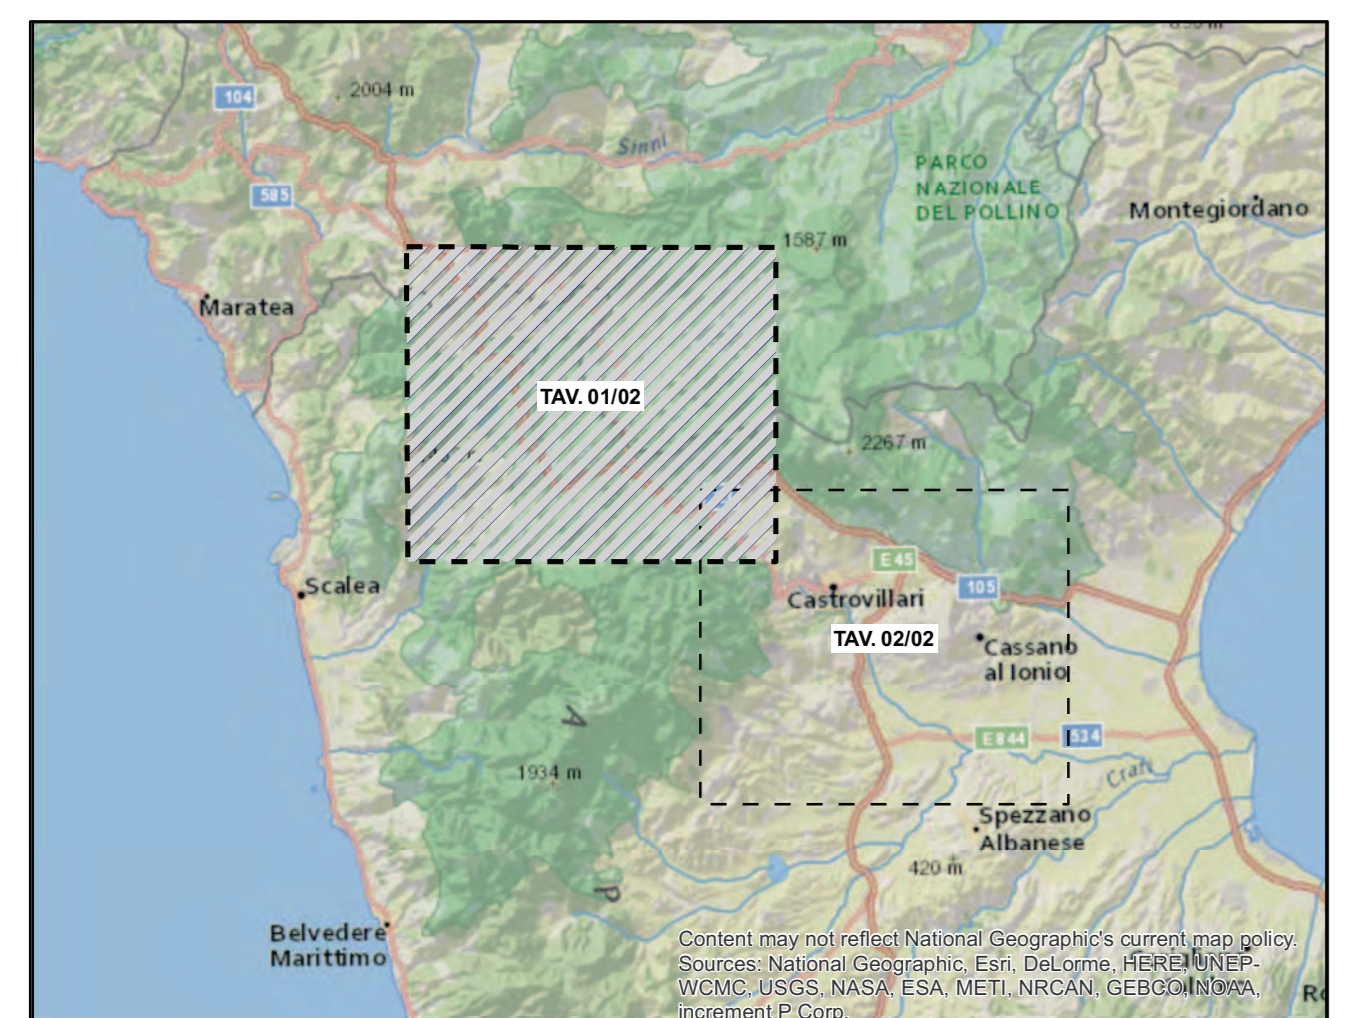 104
2004 m
Sinni
585
PARCO
NAZIONALE
DEL POLLINO
Montegiordano
1587 m
Maratea
TAV. 01/02
2267 m
E 45
105
Scalea
Castrovillari
TAV. 02/02
Cassano
al Ionio
A
E 844
534
Crati
1934 m
Spezzano
Albanese
420 m
P
Belvedere
Marittimo
Content may not reflect National Geographic's current map policy.
Sources: National Geographic, Esri, DeLorme, HERE, UNEP-
WCMC, USGS, NASA, ESA, METI, NRCAN, GEBCO, NOAA,
increment P Corp.